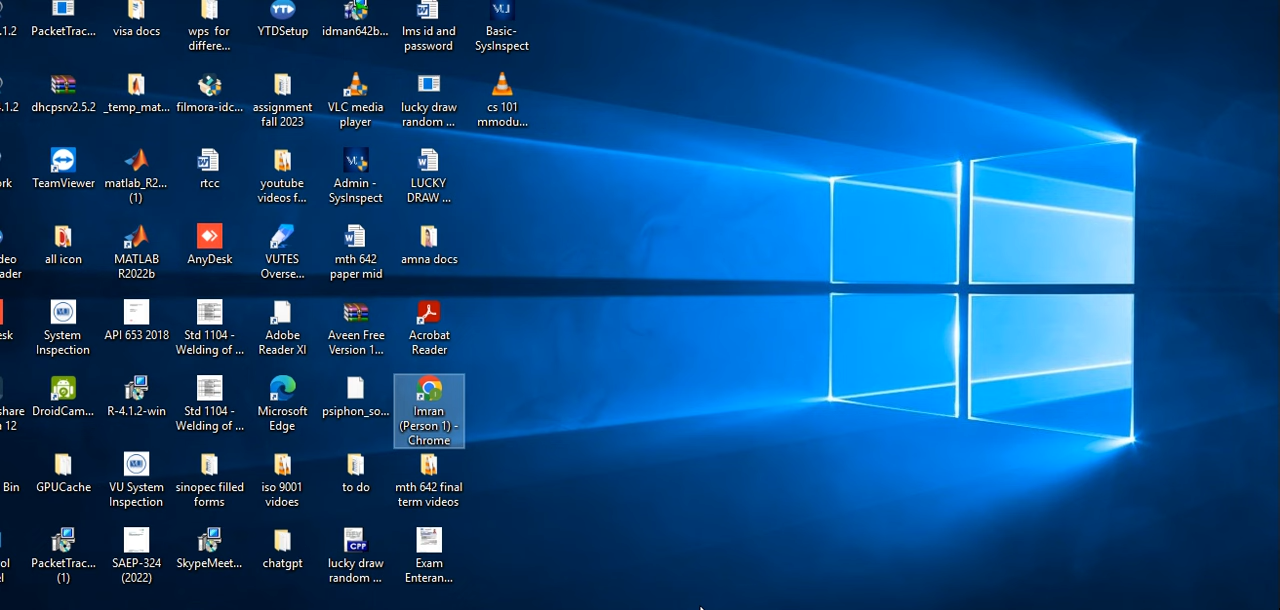 .1.2
PacketTrac...
visa docs
wps for
differe...
YTDSetup
idman642b...
lms id and
password
Basic-
SysInspect
.1.2
dhcpsrv2.5.2
_temp_mat...
filmora-idc...
assignment
fall 2023
VLC media
player
lucky draw
random ...
cs 101
mmodu...
ork
TeamViewer
matlab_R2...
(1)
rtcc
youtube
videos f...
Admin -
SysInspect
LUCKY
DRAW ...
deo
ader
all icon
MATLAB
R2022b
AnyDesk
VUTES
Overse...
mth 642
paper mid
amna docs
esk
System
Inspection
API 653 2018
Std 1104 -
Welding of ...
Adobe
Reader XI
Aveen Free
Version 1...
Acrobat
Reader
share
n 12
DroidCam...
R-4.1.2-win
Std 1104 -
Welding of ...
Microsoft
Edge
psiphon_so...
Imran
(Person 1) -
Chrome
Bin
GPUCache
VU System
Inspection
sinopec filled
forms
iso 9001
vidoes
to do
mth 642 final
term videos
ol
el
PacketTrac...
(1)
SAEP-324
(2022)
SkypeMeet...
chatgpt
lucky draw
random ...
Exam
Enteran...